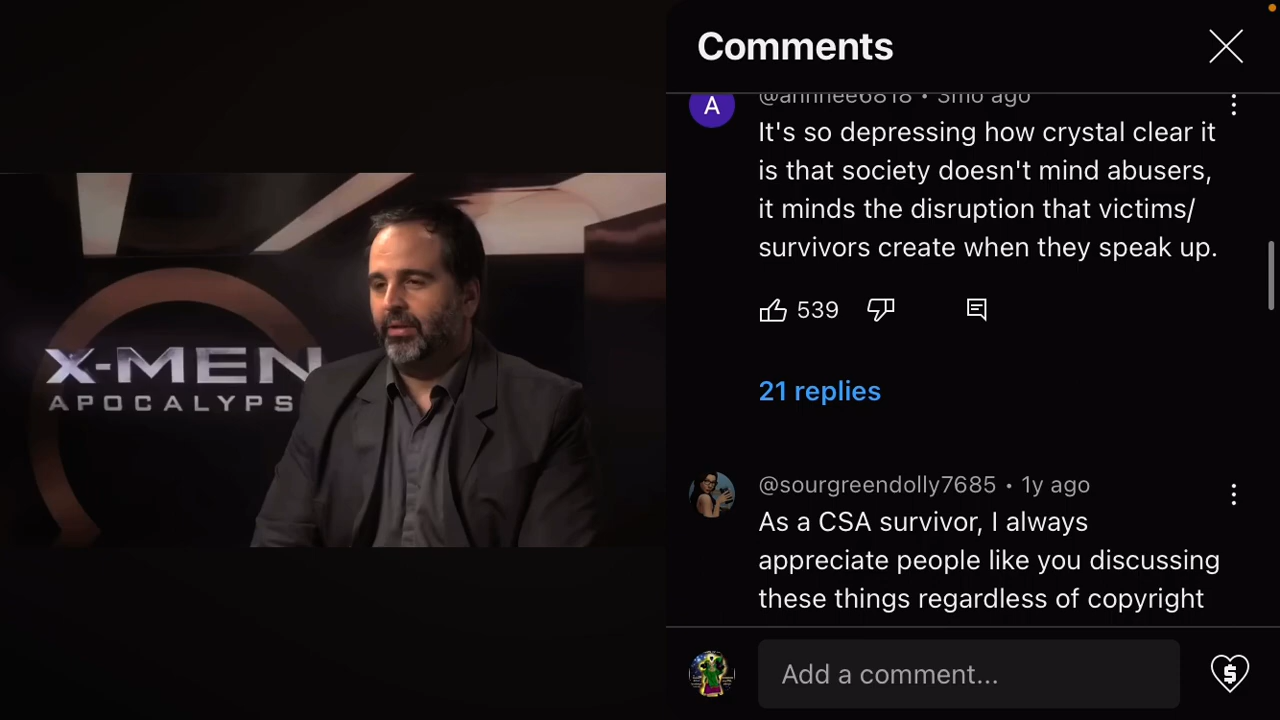 Comments
A
• 3mo ago
It's so depressing how crystal clear it
is that society doesn't mind abusers,
it minds the disruption that victims/
survivors create when they speak up.
539
21 replies
@sourgreendolly7685 • 1y ago
As a CSA survivor, I always
appreciate people like you discussing
these things regardless of copyright
Add a comment...
$
X-MEN
APOCALYPS